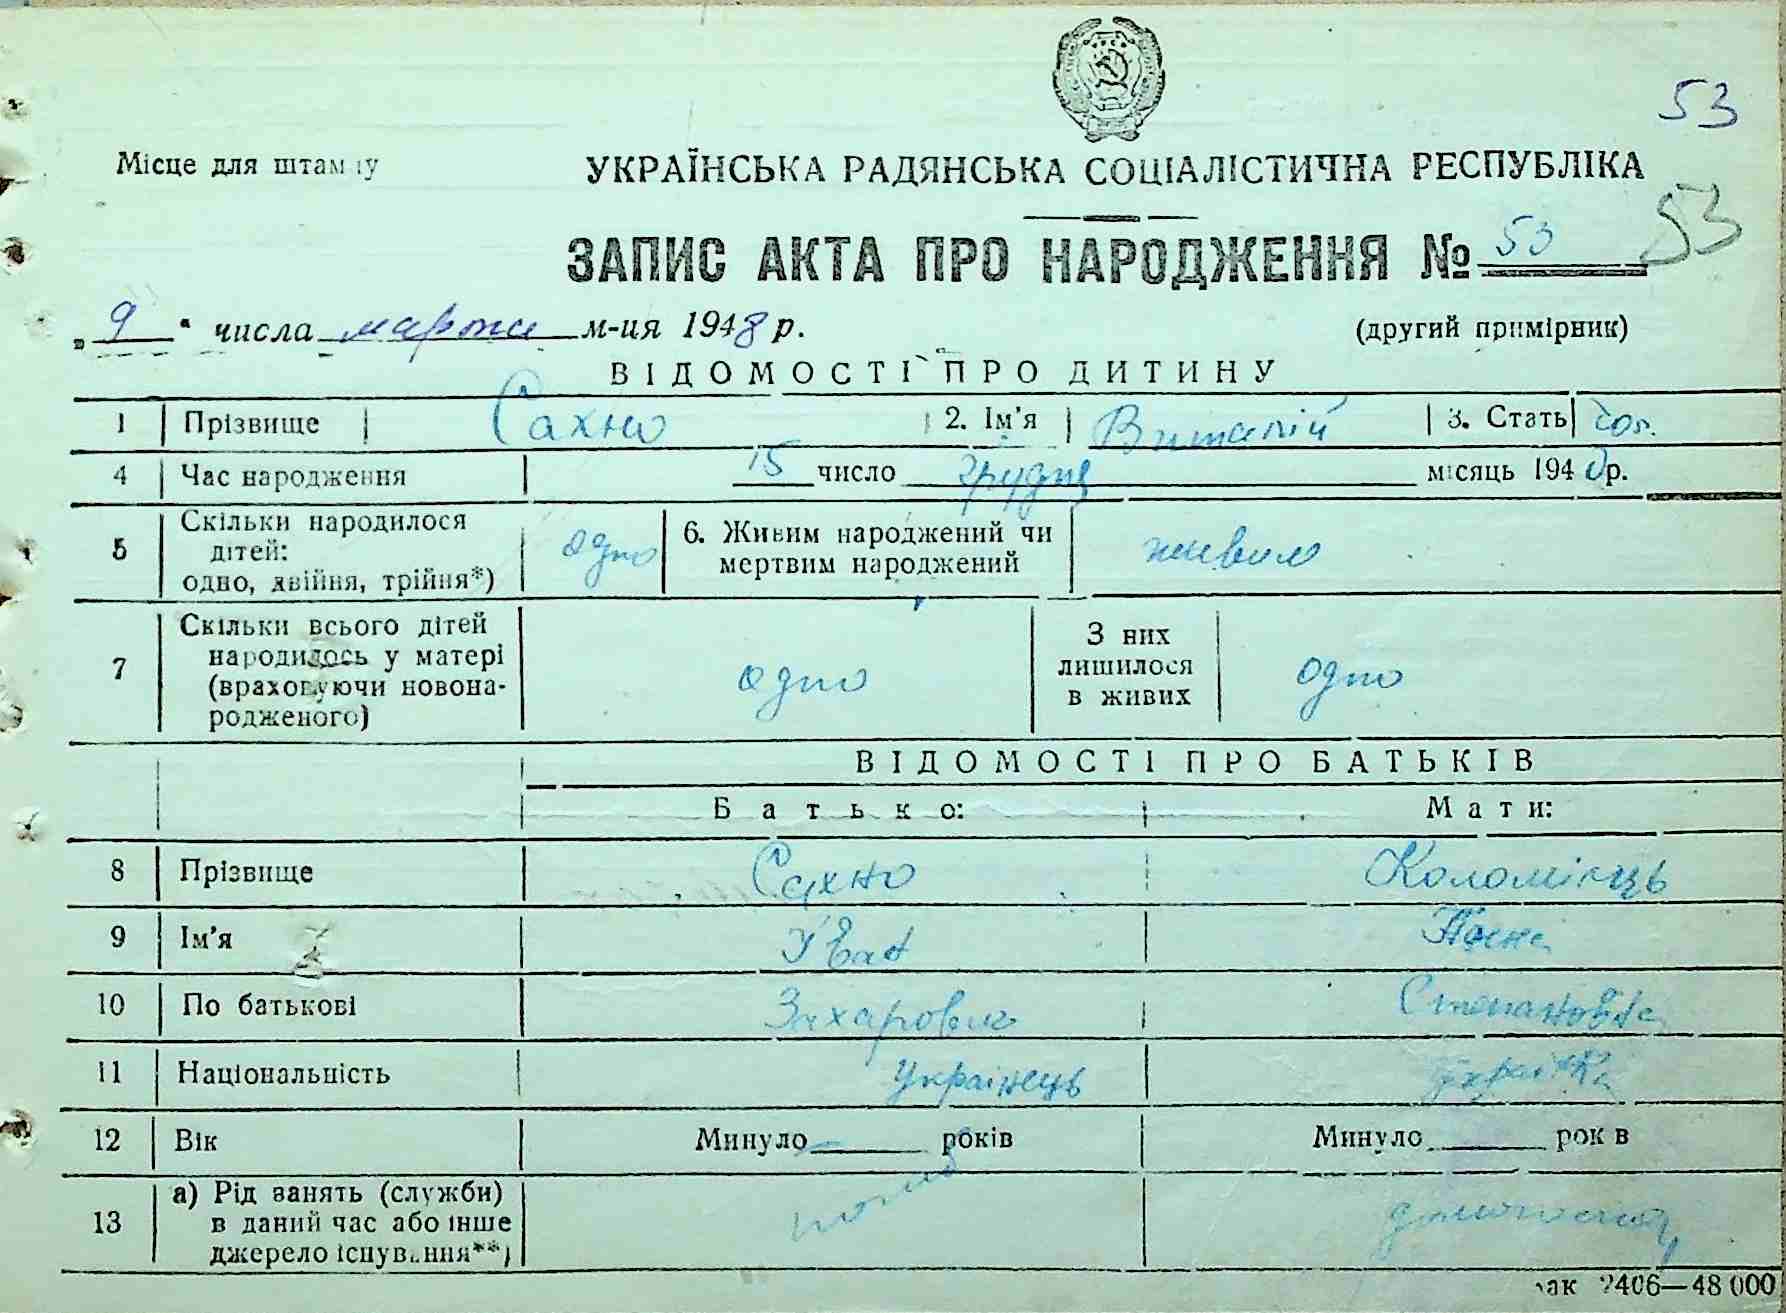 53
Місце для штампу
УКРАЇНСЬКА РАДЯНСЬКА СОЦІАЛІСТИЧНА РЕСПУБЛІКА
53
ЗАПИС АКТА ПРО НАРОДЖЕННЯ № 53
„ 9 " числа марта м-ця 1948 р.
(другий примірник)
ВІДОМОСТІ ПРО ДИТИНУ
1 Прізвище Сахно 2. Ім'я Виталій 3. Стать чол.
4 Час народження 15 число грудня місяць 1940р.
5 Скільки народилося дітей: одно, двійня, трійня*) одно 6. Живим народжений чи мертвим народжений живим
7 Скільки всього дітей народилось у матері (враховуючи новонародженого) одно З них лишилося в живих одно
ВІДОМОСТІ ПРО БАТЬКІВ
Батько: Мати:
8 Прізвище Сахно Коломієць
9 Ім'я Іван
10 По батькові Захарович Степановна
11 Національність Українець українка
12 Вік Минуло років Минуло років
13 а) Рід занять (служби) в даний час або інше джерело існування**)
2406—48 000